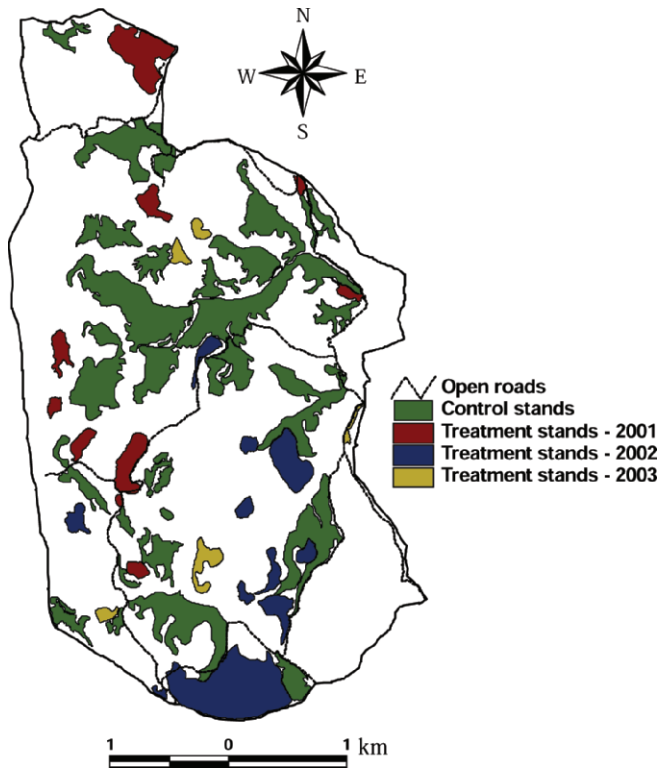 N
W E
S
Open roads
Control stands
Treatment stands - 2001
Treatment stands - 2002
Treatment stands - 2003
1 0 1 km